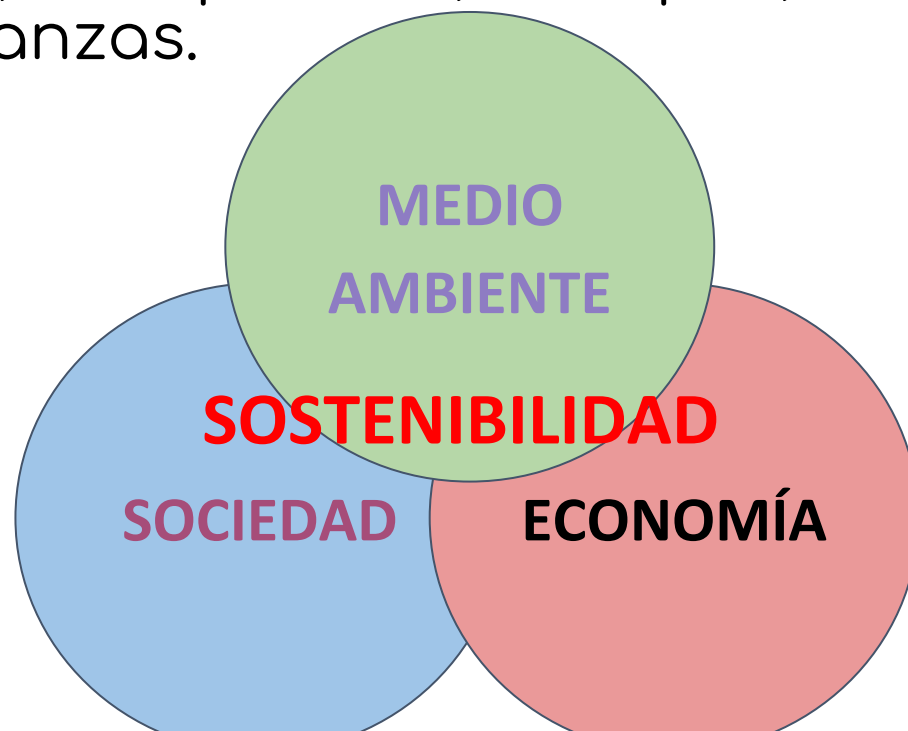 anzas.
MEDIO
AMBIENTE
SOSTENIBILIDAD
SOCIEDAD ECONOMÍA